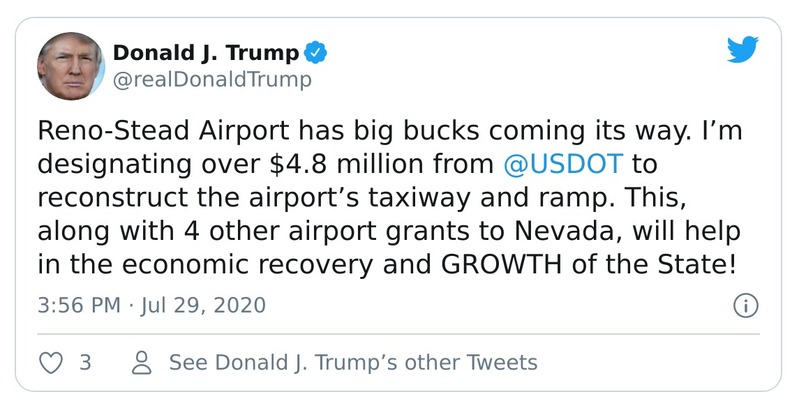 Donald J. Trump
@realDonaldTrump
Reno-Stead Airport has big bucks coming its way. I’m
designating over $4.8 million from @USDOT to
reconstruct the airport’s taxiway and ramp. This,
along with 4 other airport grants to Nevada, will help
in the economic recovery and GROWTH of the State!
3:56 PM · Jul 29, 2020
3 See Donald J. Trump’s other Tweets